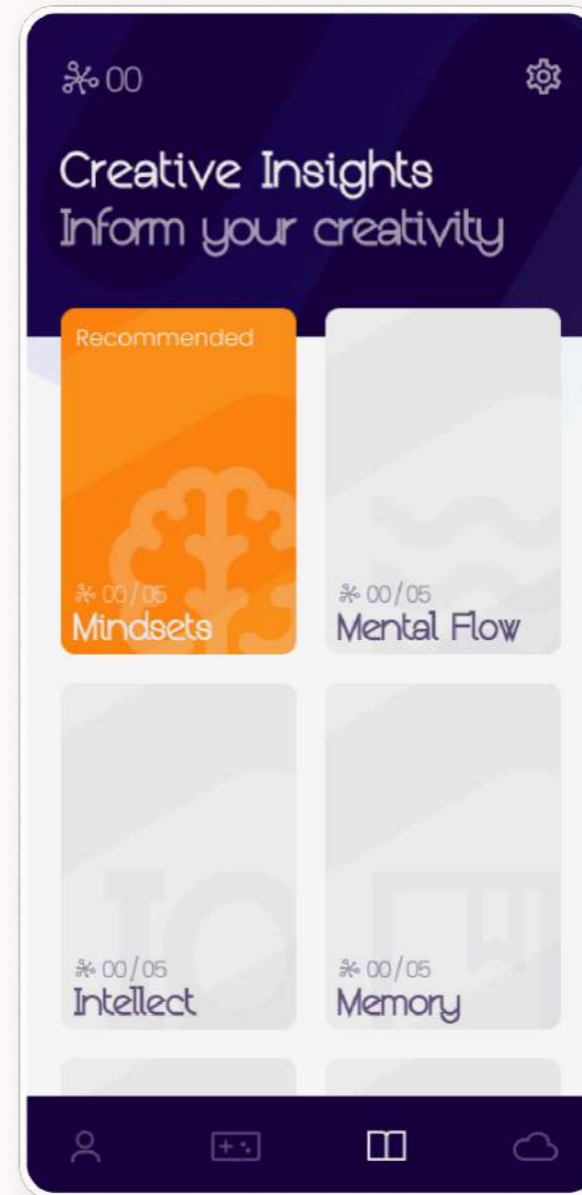 00
Creative Insights
Inform your creativity
Recommended
00/05
Mindsets
00/05
Mental Flow
00/05
Intellect
00/05
Memory